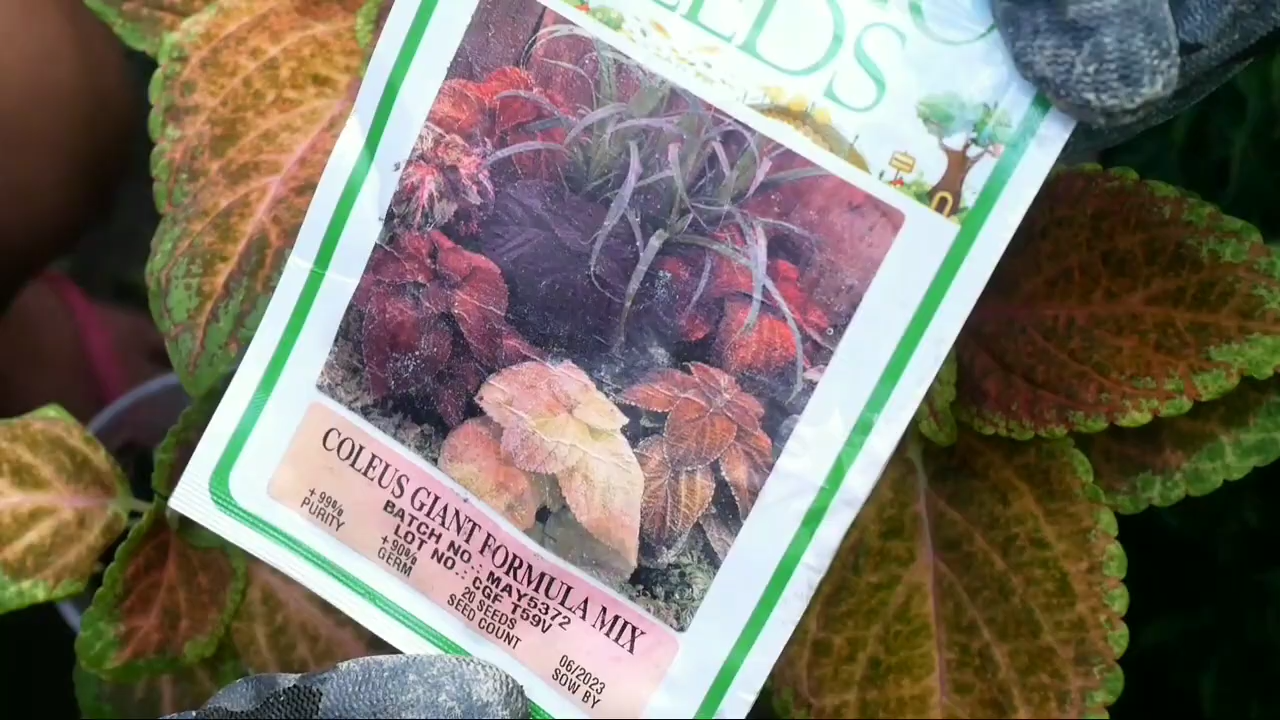 SEEDS
COLEUS GIANT FORMULA MIX
BATCH NO.: MAY5372
LOT NO.: CGF T59V
+99%
PURITY
+90%
GERM
20 SEEDS
SEED COUNT
06/2023
SOW BY